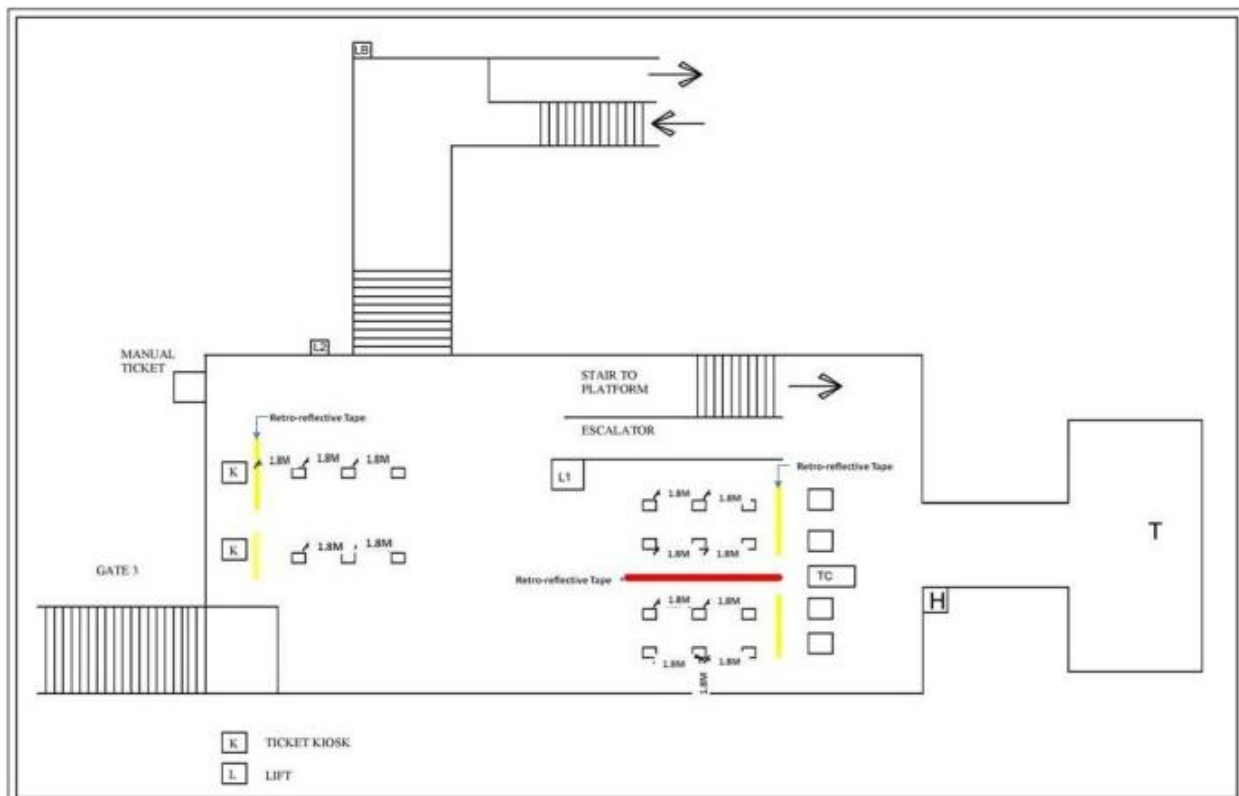 LB
L2
MANUAL
TICKET
STAIR TO
PLATFORM
Retro-reflective Tape
ESCALATOR
K
1.8M
1.8M
1.8M
L1
Retro-reflective Tape
1.8M
1.8M
T
K
1.8M
1.8M
1.8M
1.8M
GATE 3
Retro-reflective Tape
TC
1.8M
1.8M
H
1.8M
1.8M
1.8M
K
TICKET KIOSK
L
LIFT